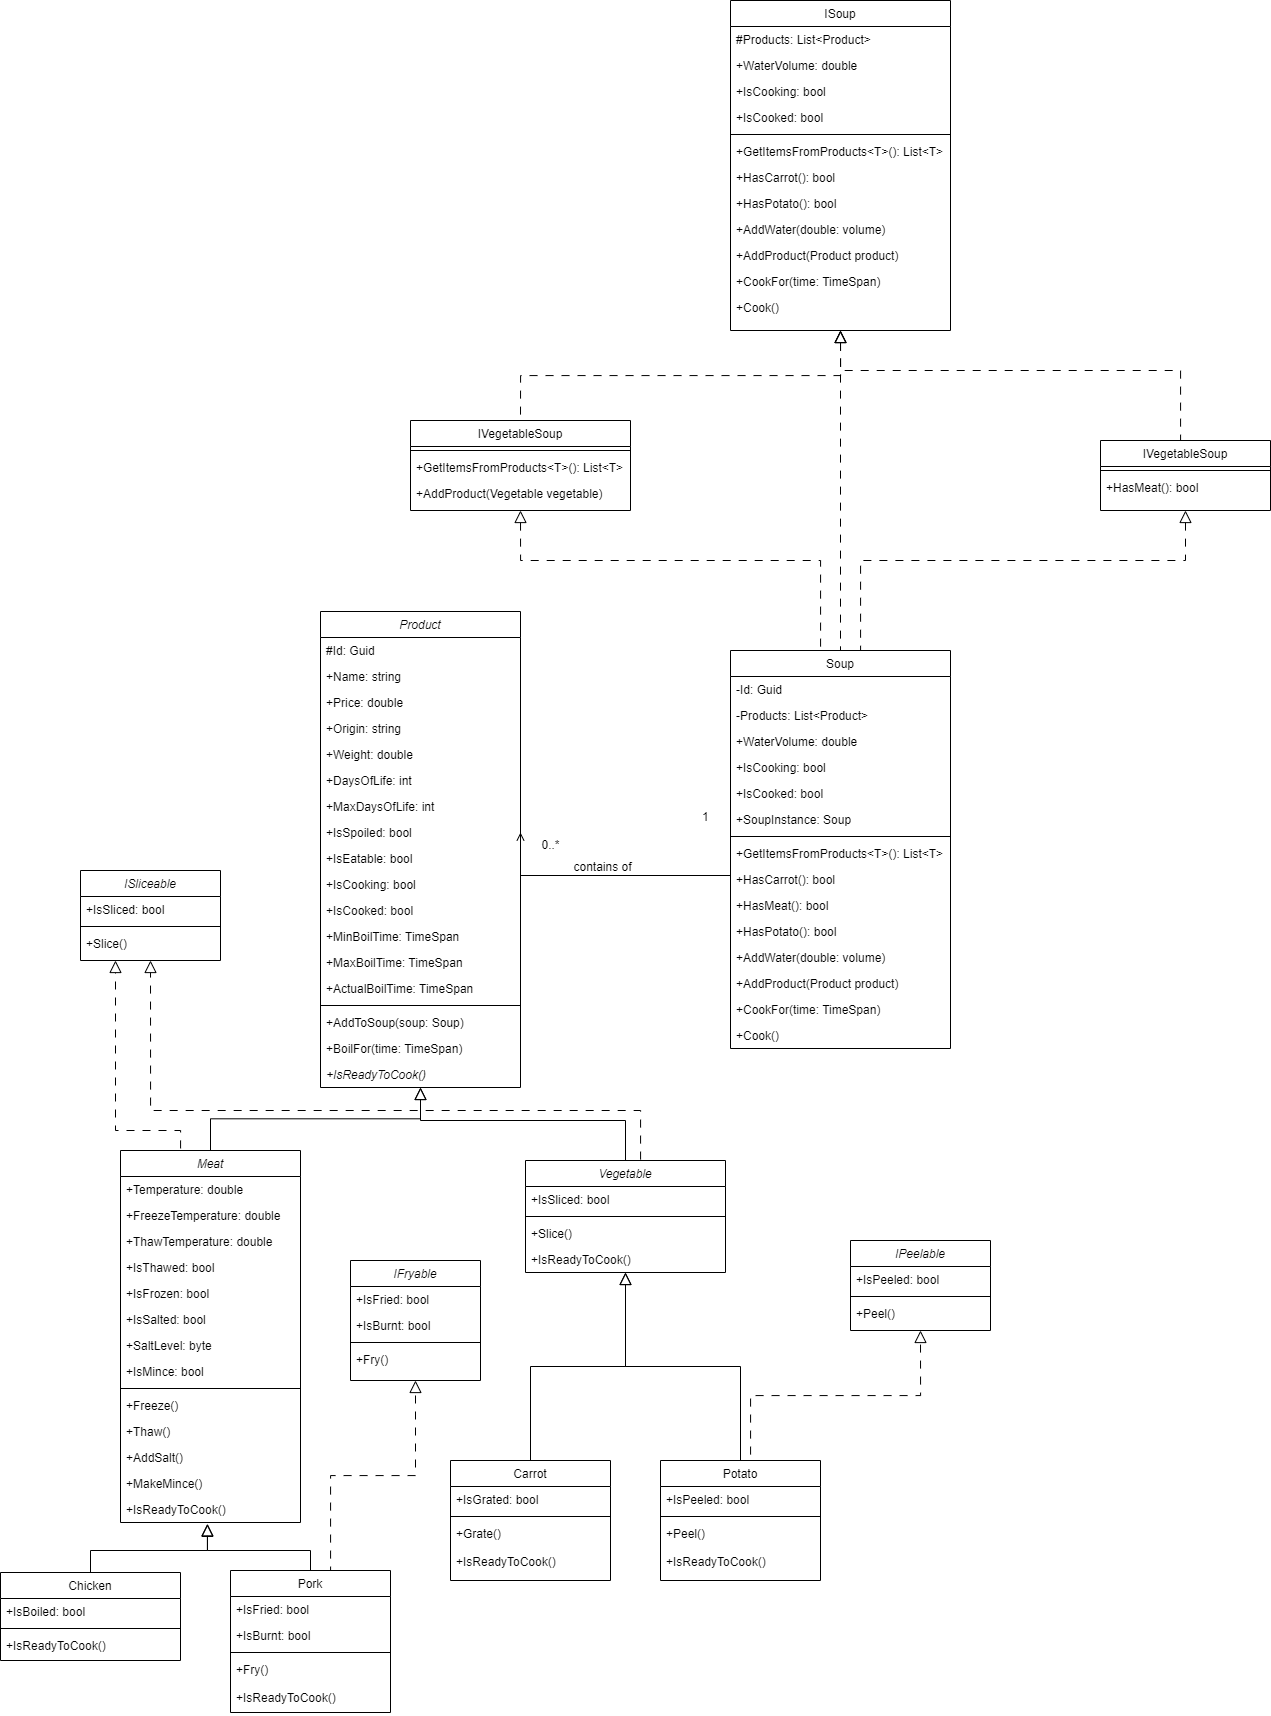 ISoup
#Products: List<Product>
+WaterVolume: double
+IsCooking: bool
+IsCooked: bool
+GetItemsFromProducts<T>(): List<T>
+HasCarrot(): bool
+HasPotato(): bool
+AddWater(double: volume)
+AddProduct(Product product)
+CookFor(time: TimeSpan)
+Cook()
IVegetableSoup
+GetItemsFromProducts<T>(): List<T>
+AddProduct(Vegetable vegetable)
IVegetableSoup
+HasMeat(): bool
Product
#Id: Guid
+Name: string
+Price: double
+Origin: string
+Weight: double
+DaysOfLife: int
+MaxDaysOfLife: int
+IsSpoiled: bool
+IsEatable: bool
+IsCooking: bool
+IsCooked: bool
+MinBoilTime: TimeSpan
+MaxBoilTime: TimeSpan
+ActualBoilTime: TimeSpan
+AddToSoup(soup: Soup)
+BoilFor(time: TimeSpan)
+IsReadyToCook()
1
0..*
contains of
Soup
-Id: Guid
-Products: List<Product>
+WaterVolume: double
+IsCooking: bool
+IsCooked: bool
+SoupInstance: Soup
+GetItemsFromProducts<T>(): List<T>
+HasCarrot(): bool
+HasMeat(): bool
+HasPotato(): bool
+AddWater(double: volume)
+AddProduct(Product product)
+CookFor(time: TimeSpan)
+Cook()
ISliceable
+IsSliced: bool
+Slice()
Meat
+Temperature: double
+FreezeTemperature: double
+ThawTemperature: double
+IsThawed: bool
+IsFrozen: bool
+IsSalted: bool
+SaltLevel: byte
+IsMince: bool
+Freeze()
+Thaw()
+AddSalt()
+MakeMince()
+IsReadyToCook()
Vegetable
+IsSliced: bool
+Slice()
+IsReadyToCook()
IFryable
+IsFried: bool
+IsBurnt: bool
+Fry()
IPeelable
+IsPeeled: bool
+Peel()
Carrot
+IsGrated: bool
+Grate()
+IsReadyToCook()
Potato
+IsPeeled: bool
+Peel()
+IsReadyToCook()
Chicken
+IsBoiled: bool
+IsReadyToCook()
Pork
+IsFried: bool
+IsBurnt: bool
+Fry()
+IsReadyToCook()